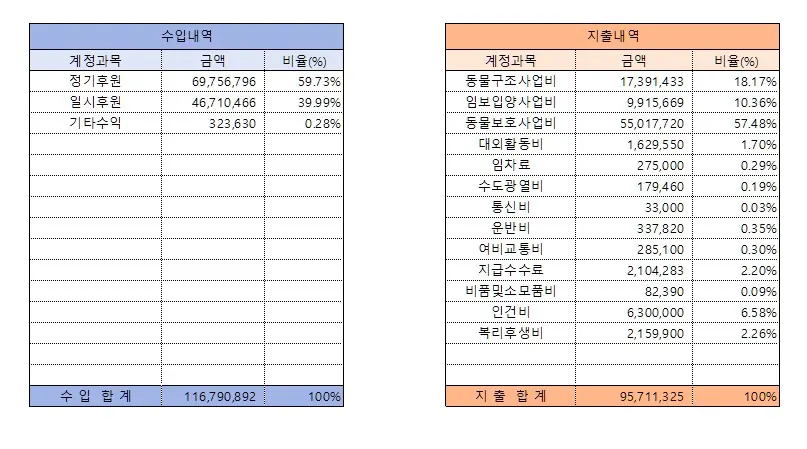 수입내역
계정과목 금액 비율(%)
정기후원 69,756,796 59.73%
일시후원 46,710,466 39.99%
기타수익 323,630 0.28%
수 입 합 계 116,790,892 100%
지출내역
계정과목 금액 비율(%)
동물구조사업비 17,391,433 18.17%
임보입양사업비 9,915,669 10.36%
동물보호사업비 55,017,720 57.48%
대외활동비 1,629,550 1.70%
임차료 275,000 0.29%
수도광열비 179,460 0.19%
통신비 33,000 0.03%
운반비 337,820 0.35%
여비교통비 285,100 0.30%
지급수수료 2,104,283 2.20%
비품및소모품비 82,390 0.09%
인건비 6,300,000 6.58%
복리후생비 2,159,900 2.26%
지 출 합 계 95,711,325 100%